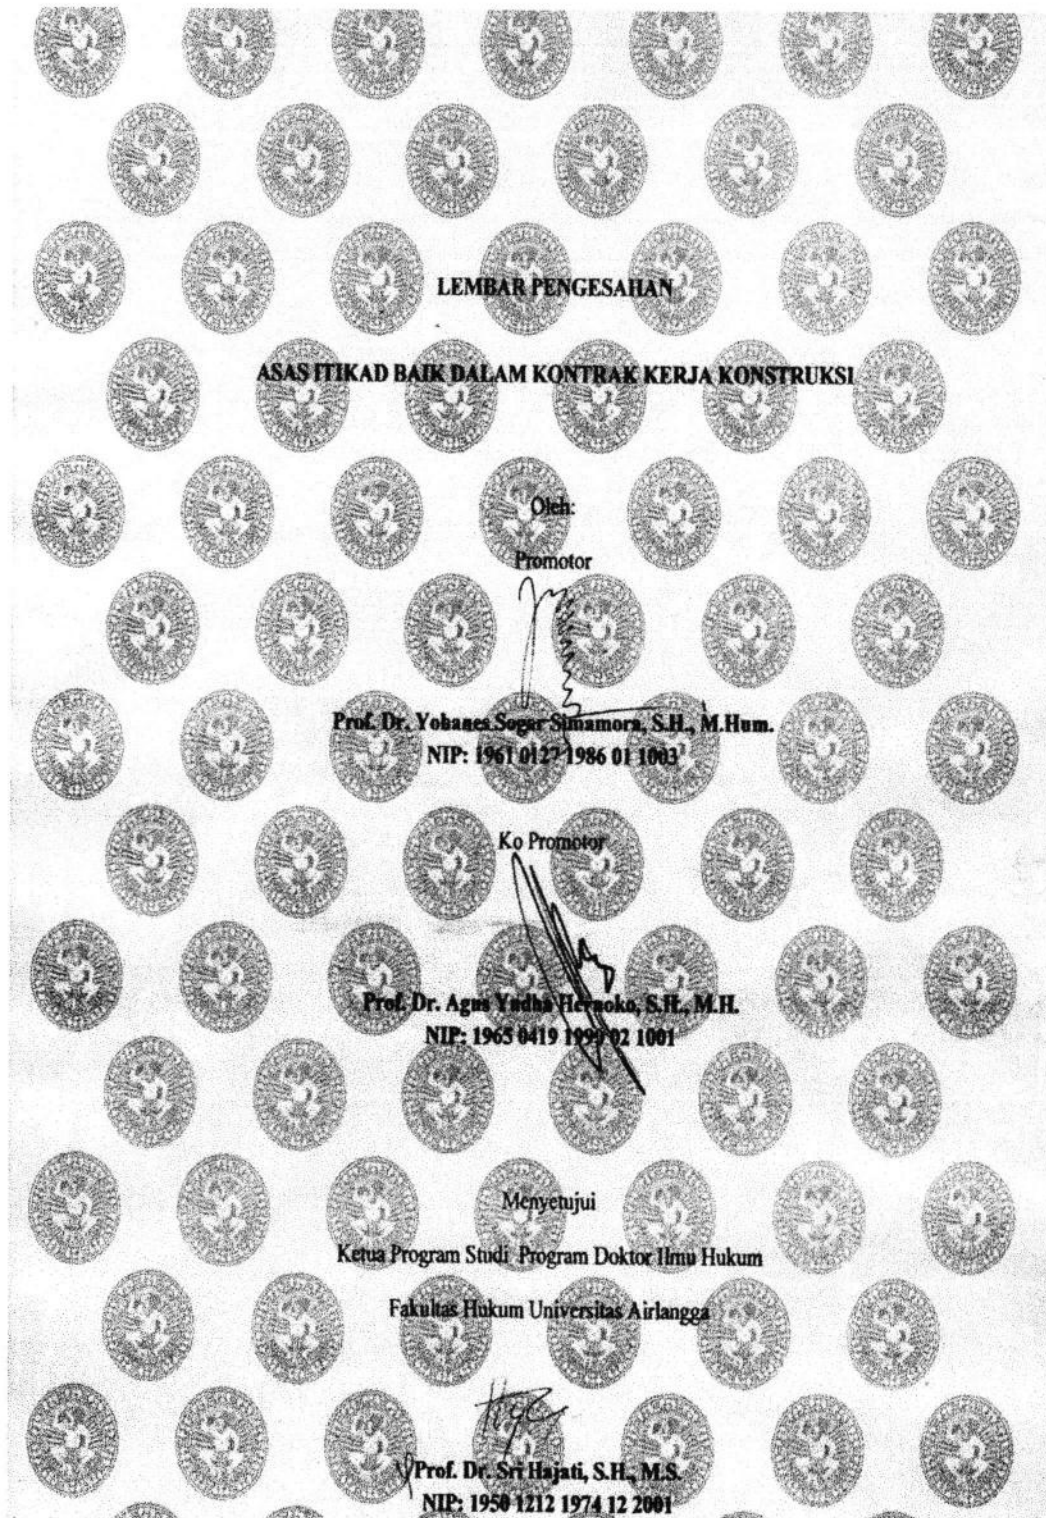 LEMBAR PENGESAHAN
ASAS ITIKAD BAIK DALAM KONTRAK KERJA KONSTRUKSI
Oleh:
Promotor
Prof. Dr. Yohanes Sogar Simamora, S.H., M.Hum.
NIP: 1961 0127 1986 01 1003
Ko Promotor
Prof. Dr. Agus Yudha Hernoko, S.H., M.H.
NIP: 1965 0419 1990 02 1001
Menyetujui
Ketua Program Studi Program Doktor Ilmu Hukum
Fakultas Hukum Universitas Airlangga
Prof. Dr. Sri Hajati, S.H., M.S.
NIP: 1950 1212 1974 12 2001